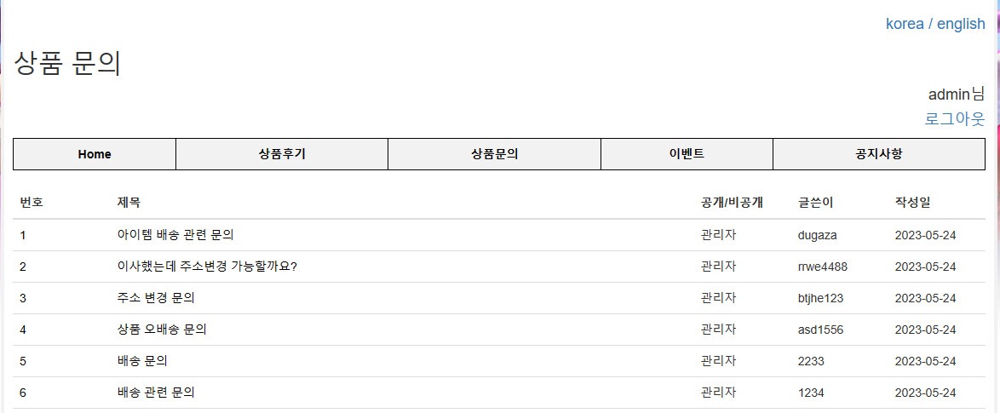 korea / english
상품 문의
admin님
로그아웃
Home 상품후기 상품문의 이벤트 공지사항
번호 제목 공개/비공개 글쓴이 작성일
1 아이템 배송 관련 문의 관리자 dugaza 2023-05-24
2 이사했는데 주소변경 가능할까요? 관리자 rrwe4488 2023-05-24
3 주소 변경 문의 관리자 btjhe123 2023-05-24
4 상품 오배송 문의 관리자 asd1556 2023-05-24
5 배송 문의 관리자 2233 2023-05-24
6 배송 관련 문의 관리자 1234 2023-05-24